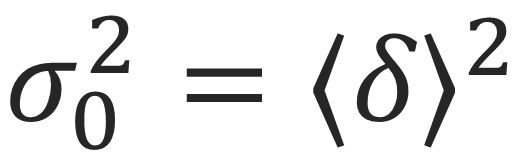 σ₀² = ⟨δ⟩²